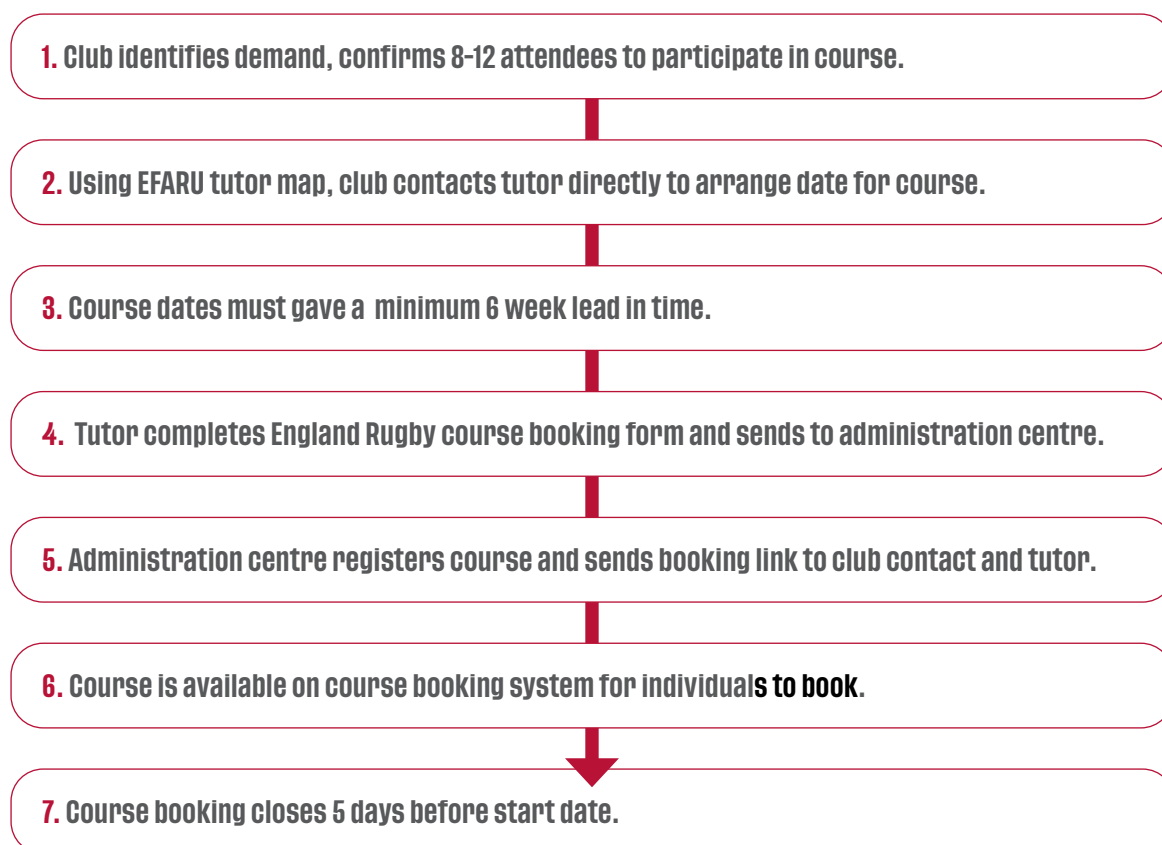 1. Club identifies demand, confirms 8-12 attendees to participate in course.
2. Using EFARU tutor map, club contacts tutor directly to arrange date for course.
3. Course dates must gave a minimum 6 week lead in time.
4. Tutor completes England Rugby course booking form and sends to administration centre.
5. Administration centre registers course and sends booking link to club contact and tutor.
6. Course is available on course booking system for individuals to book.
7. Course booking closes 5 days before start date.